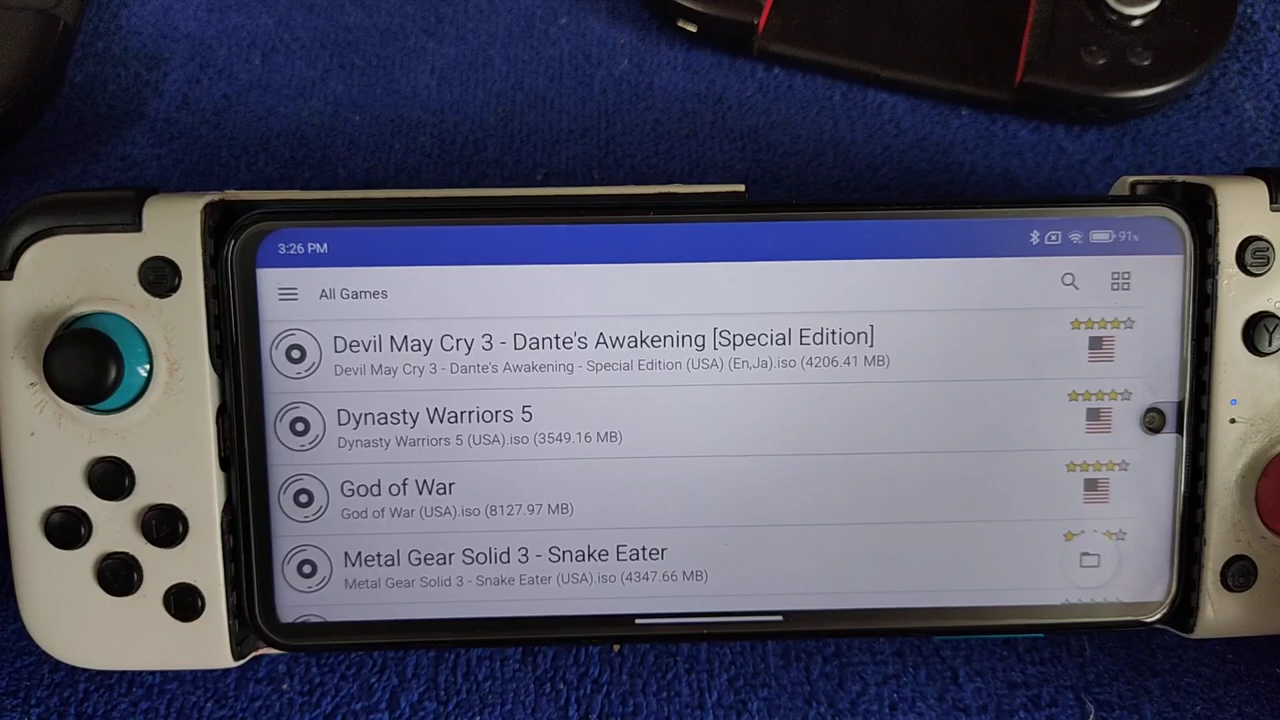 3:26 PM
91%
All Games
Devil May Cry 3 - Dante's Awakening [Special Edition]
Devil May Cry 3 - Dante's Awakening - Special Edition (USA) (En,Ja).iso (4206.41 MB)
Dynasty Warriors 5
Dynasty Warriors 5 (USA).iso (3549.16 MB)
God of War
God of War (USA).iso (8127.97 MB)
Metal Gear Solid 3 - Snake Eater
Metal Gear Solid 3 - Snake Eater (USA).iso (4347.66 MB)
S
Y